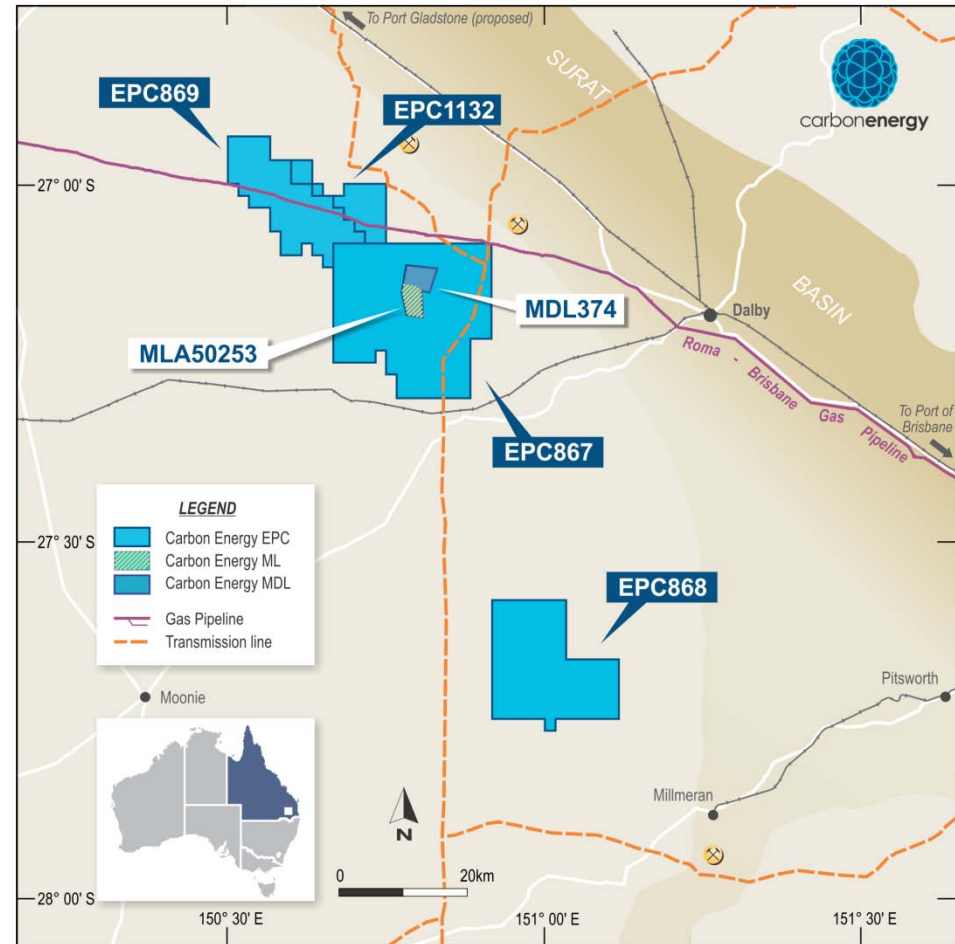 To Port Gladstone (proposed)
SURAT
BASIN
carbonenergy
EPC869
EPC1132
27° 00' S
MDL374
MLA50253
Dalby
Roma - Brisbane Gas Pipeline
To Port of
Brisbane
EPC867
LEGEND
Carbon Energy EPC
Carbon Energy ML
Carbon Energy MDL
Gas Pipeline
Transmission line
27° 30' S
EPC868
Moonie
Pitsworth
Millmeran
N
0 20km
28° 00' S
150° 30' E
151° 00' E
151° 30' E